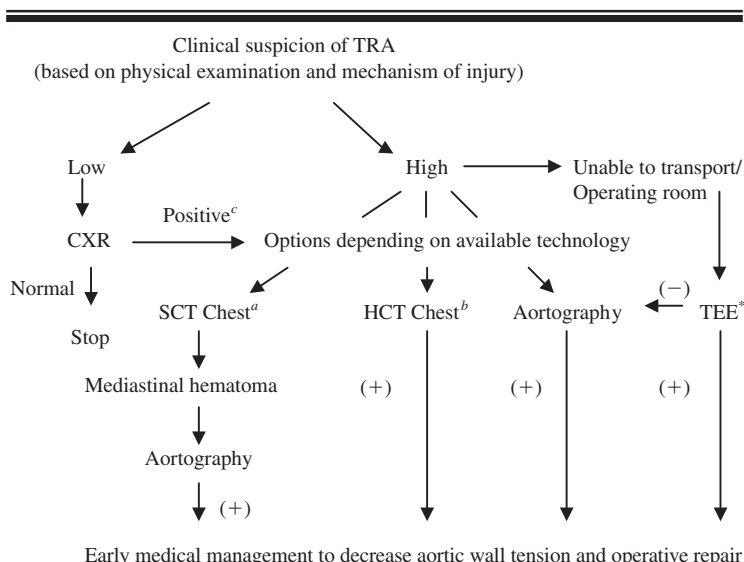 Clinical suspicion of TRA
(based on physical examination and mechanism of injury)
Low
High
Unable to transport/
Operating room
Positive^c
CXR
Options depending on available technology
Normal
(−)
SCT Chest^a
HCT Chest^b
Aortography
TEE*
Stop
Mediastinal hematoma
(+)
(+)
(+)
Aortography
(+)
Early medical management to decrease aortic wall tension and operative repair